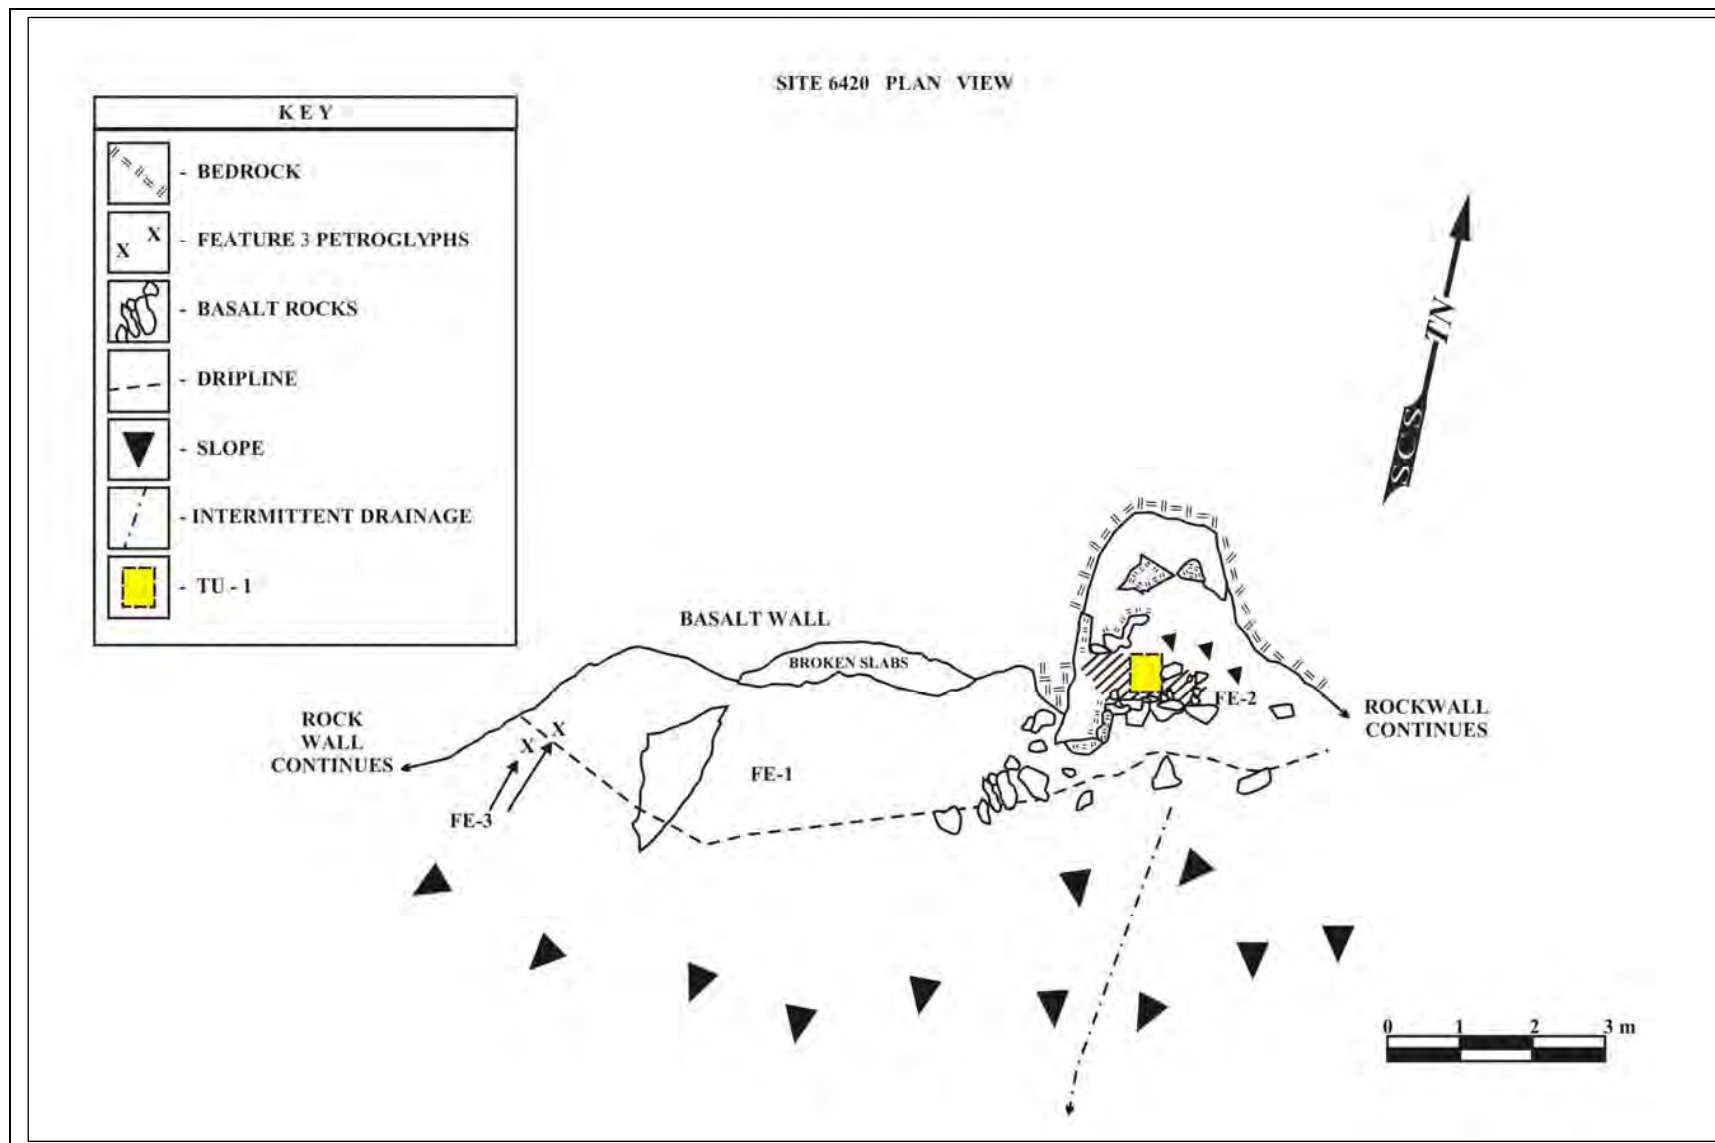 SITE 6420 PLAN VIEW
KEY
- BEDROCK
X X
- FEATURE 3 PETROGLYPHS
- BASALT ROCKS
- DRIPLINE
- SLOPE
- INTERMITTENT DRAINAGE
- TU - 1
TN
SCS
BASALT WALL
BROKEN SLABS
FE-2
ROCK
WALL
CONTINUES
ROCKWALL
CONTINUES
X X
FE-1
FE-3
0 1 2 3 m